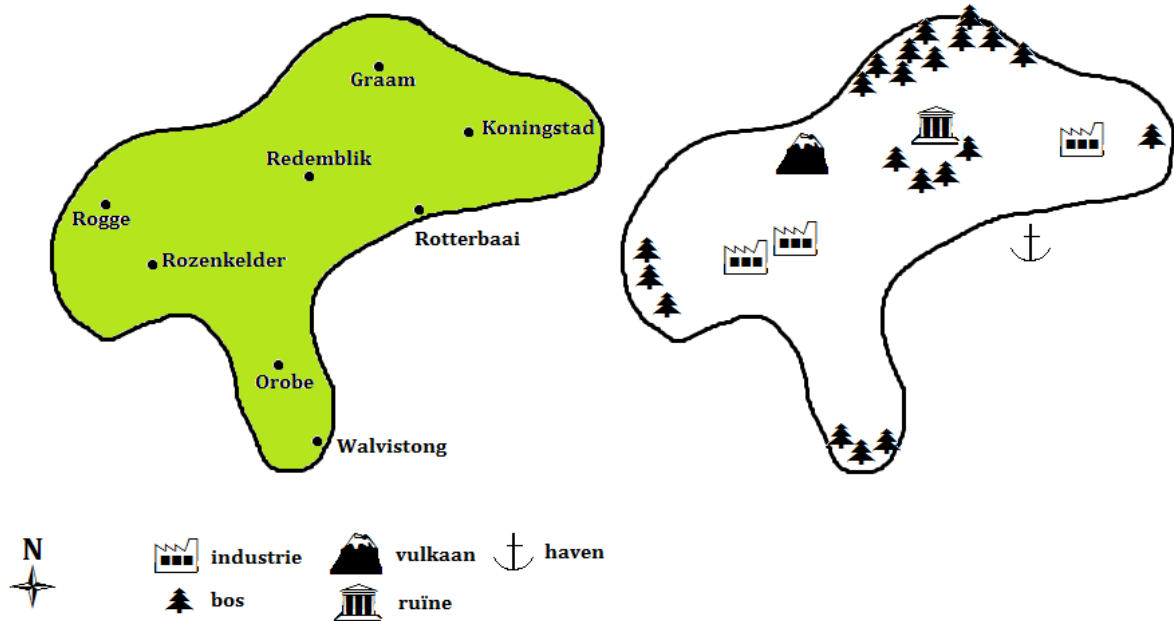 Graam
Koningstad
Redemblik
Rogge
Rotterbaai
Rozenkelder
Orobe
Walvistong
N
industrie
vulkaan
haven
bos
ruïne